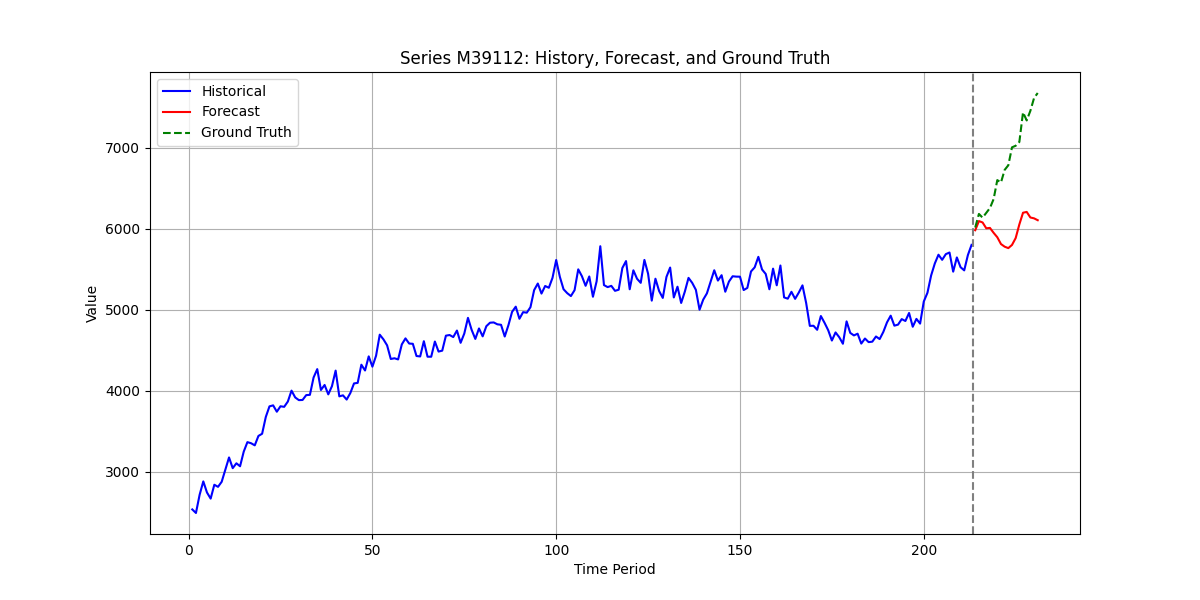 Series M39112: History, Forecast, and Ground Truth
Historical
Forecast
Ground Truth
7000
6000
5000
4000
3000
Value
0
50
100
150
200
Time Period